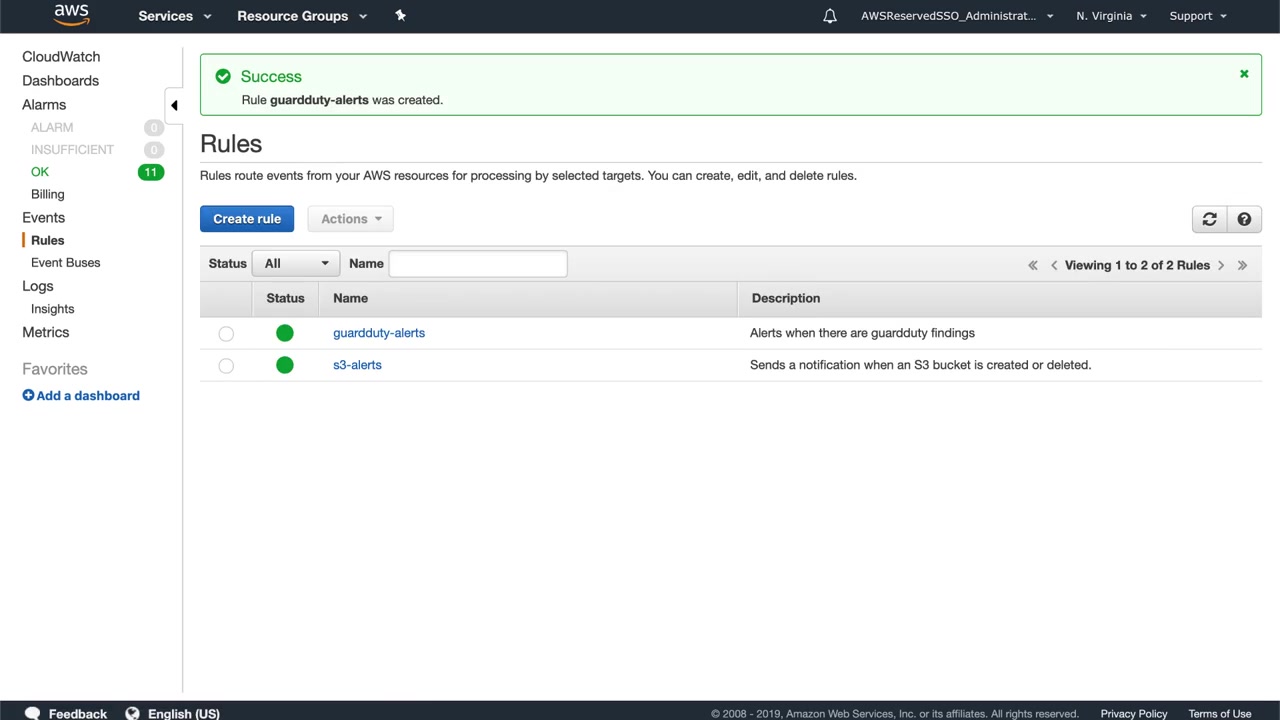 aws Services Resource Groups AWSReservedSSO_Administrat... N. Virginia Support
CloudWatch
Dashboards
Alarms
ALARM 0
INSUFFICIENT 0
OK 11
Billing
Events
Rules
Event Buses
Logs
Insights
Metrics
Favorites
Add a dashboard
Success
Rule guardduty-alerts was created.
Rules
Rules route events from your AWS resources for processing by selected targets. You can create, edit, and delete rules.
Create rule Actions
Status All Name Viewing 1 to 2 of 2 Rules
Status Name Description
guardduty-alerts Alerts when there are guardduty findings
s3-alerts Sends a notification when an S3 bucket is created or deleted.
Feedback English (US) © 2008 - 2019, Amazon Web Services, Inc. or its affiliates. All rights reserved. Privacy Policy Terms of Use